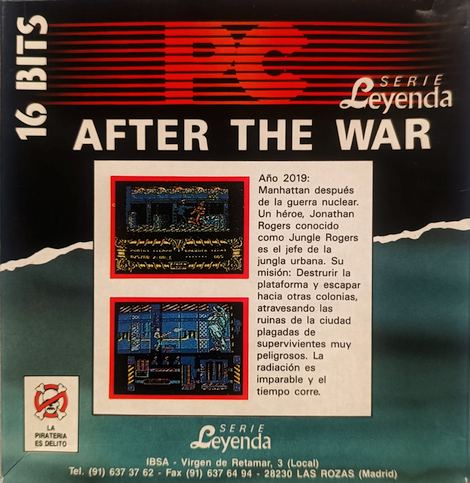 16 BITS
PC
SERIE
Leyenda
AFTER THE WAR
Año 2019:
Manhattan después
de la guerra nuclear.
Un héroe, Jonathan
Rogers conocido
como Jungle Rogers
es el jefe de la
jungla urbana. Su
misión: Destrurir la
plataforma y escapar
hacia otras colonias,
atravesando las
ruinas de la ciudad
plagadas de
supervivientes muy
peligrosos. La
radiación es
imparable y el
tiempo corre.
LA
PIRATERIA
ES DELITO
SERIE
Leyenda
IBSA - Virgen de Retamar, 3 (Local)
Tel. (91) 637 37 62 - Fax (91) 637 64 94 - 28230 LAS ROZAS (Madrid)